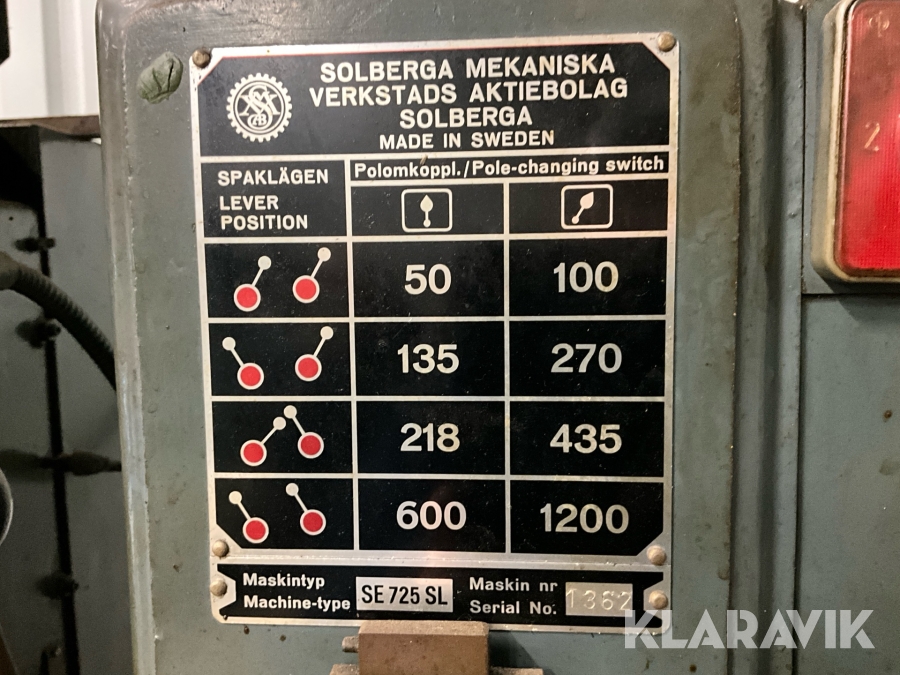 SOLBERGA MEKANISKA
VERKSTADS AKTIEBOLAG
SOLBERGA
MADE IN SWEDEN
SPAKLÄGEN
LEVER
POSITION
Polomkoppl./Pole-changing switch
50 100
135 270
218 435
600 1200
Maskintyp
Machine-type
SE 725 SL
Maskin nr
Serial No.
1362
2
KLARAVIK